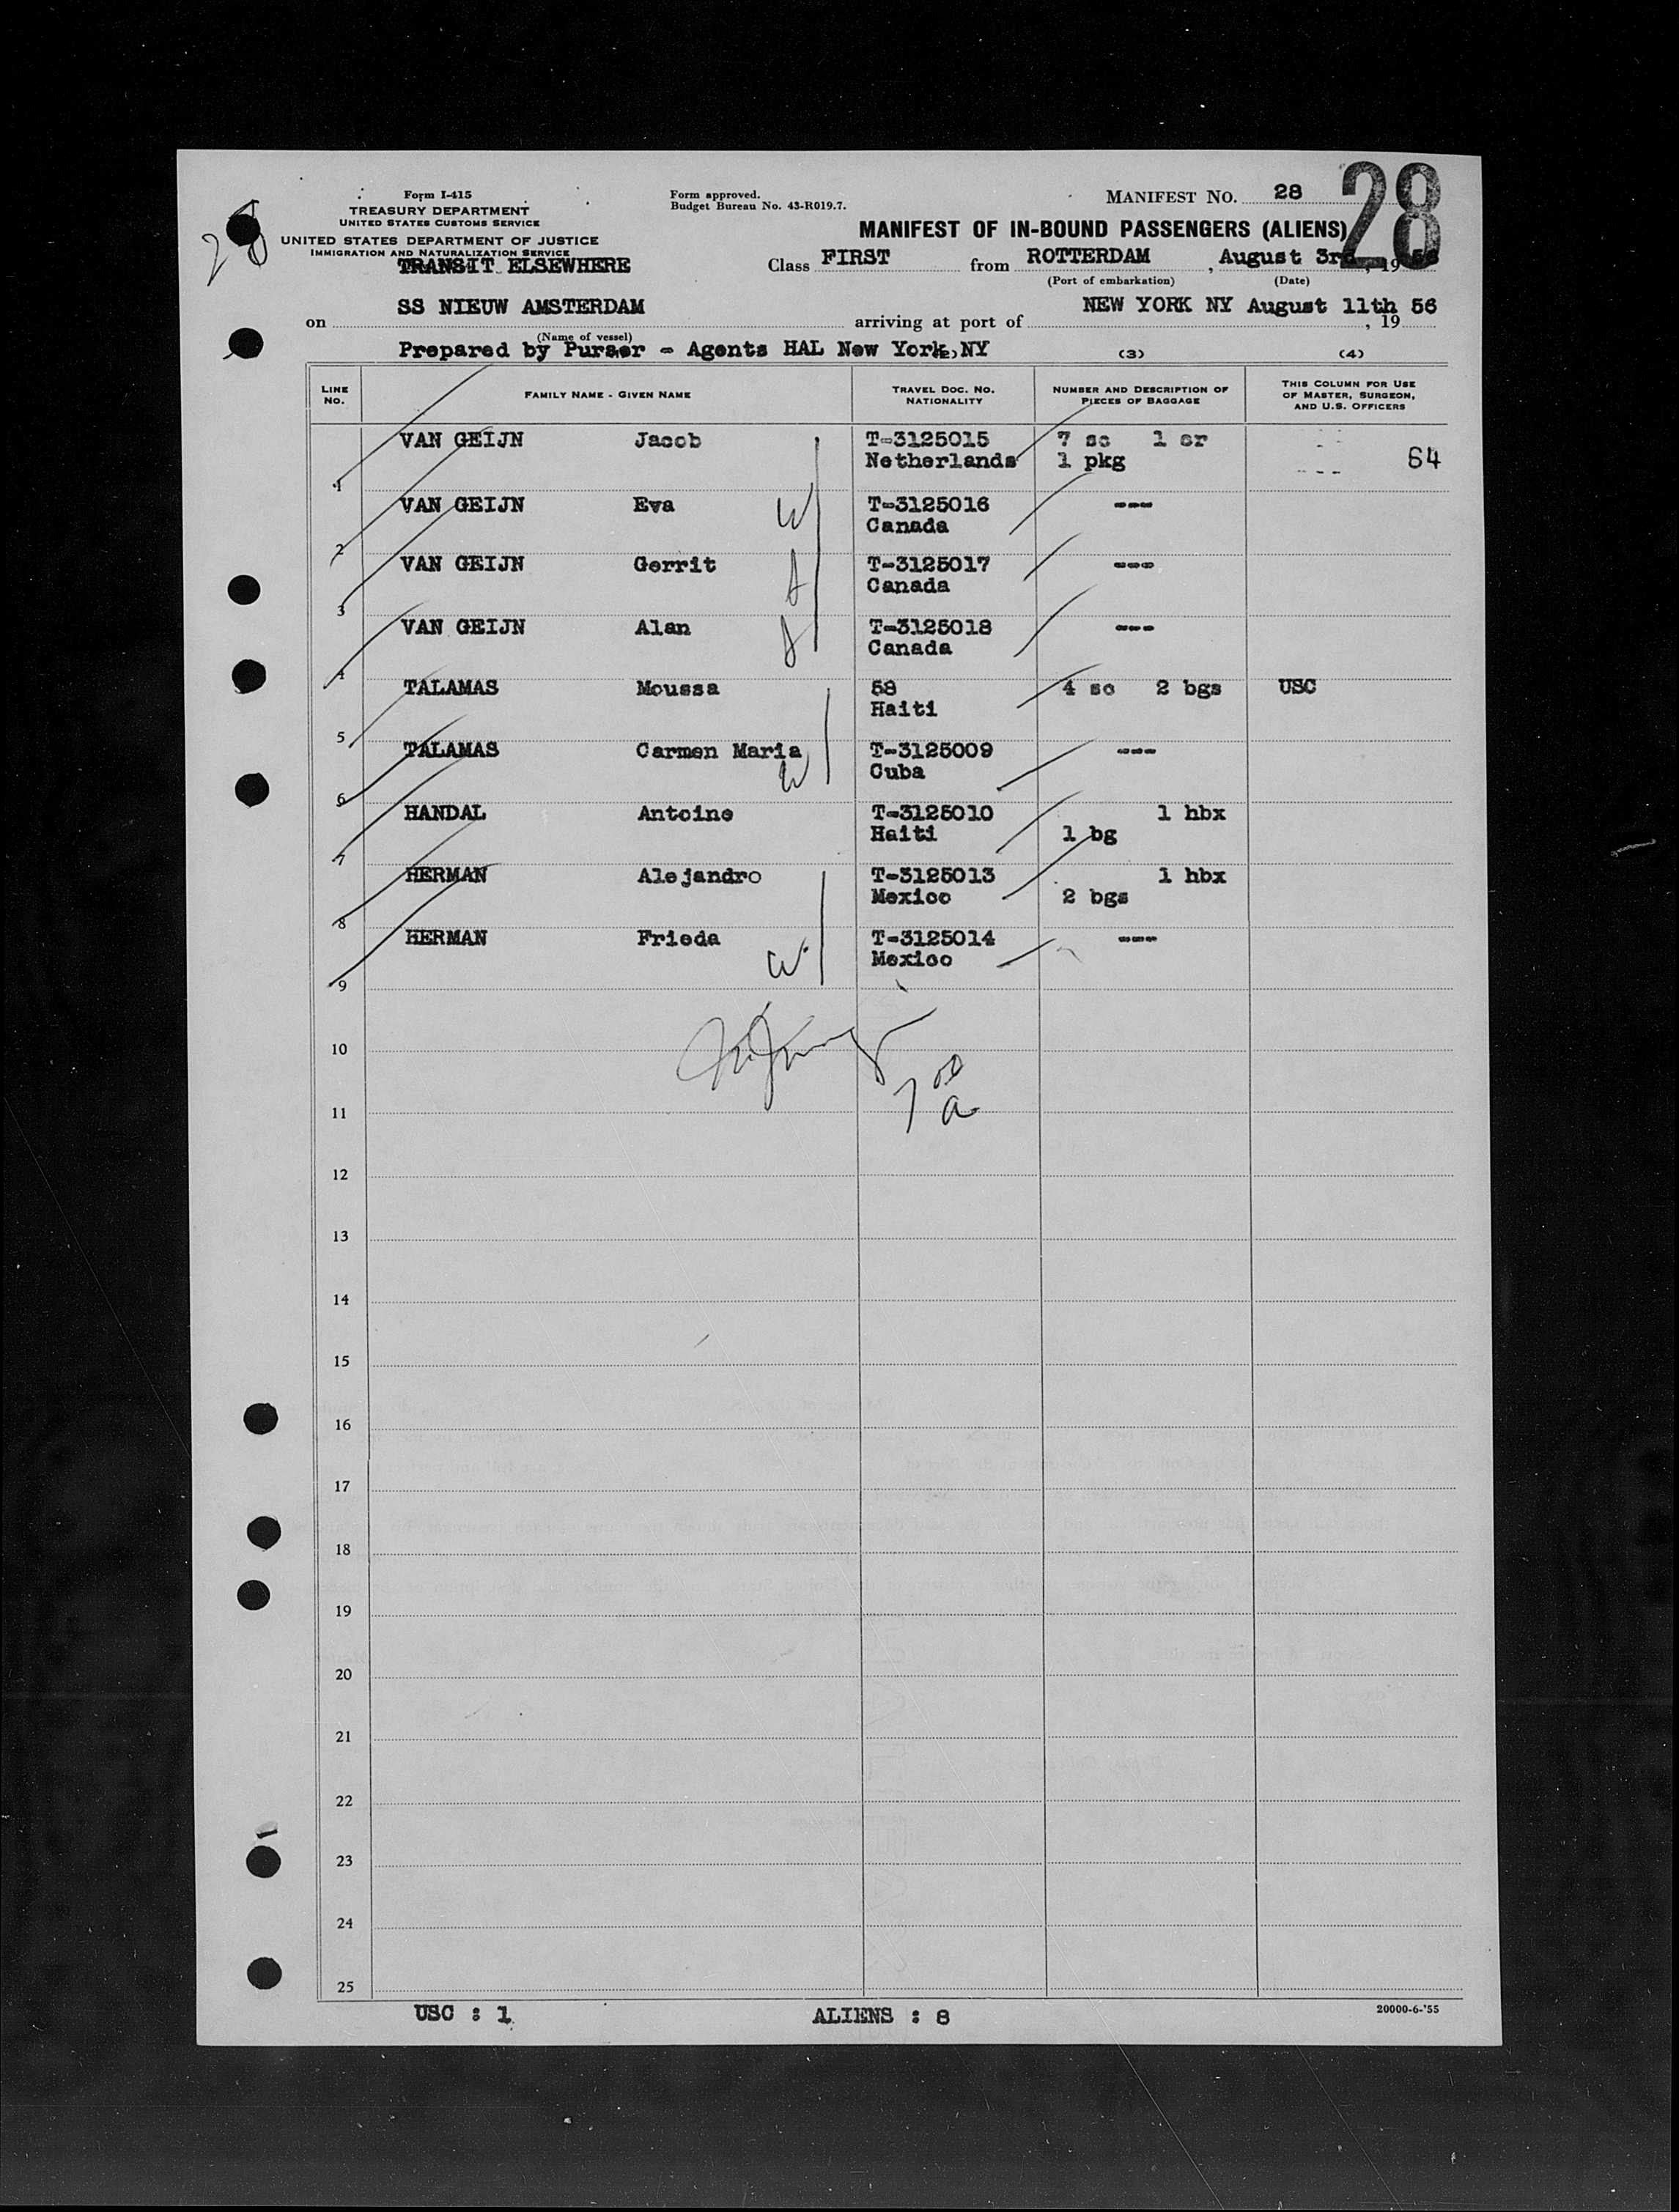 28
Form I-415
TREASURY DEPARTMENT
UNITED STATES CUSTOMS SERVICE
UNITED STATES DEPARTMENT OF JUSTICE
IMMIGRATION AND NATURALIZATION SERVICE
TRANSIT ELSEWHERE
Form approved.
Budget Bureau No. 43-R019.7.
MANIFEST NO. 28
28
MANIFEST OF IN-BOUND PASSENGERS (ALIENS)
Class FIRST from ROTTERDAM, August 3rd, 1956
(Port of embarkation) (Date)
on SS NIEUW AMSTERDAM arriving at port of NEW YORK NY August 11th, 1956
(Name of vessel)
Prepared by Purser - Agents HAL New York, NY
(3) (4)
LINE NO. FAMILY NAME - GIVEN NAME TRAVEL DOC. NO. NATIONALITY NUMBER AND DESCRIPTION OF PIECES OF BAGGAGE THIS COLUMN FOR USE OF MASTER, SURGEON, AND U.S. OFFICERS
VAN GEIJN Jacob T-3125015 7 sc 1 cr
1 Netherlands 1 pkg 64
VAN GEIJN Eva W T-3125016 ---
2 Canada
VAN GEIJN Gerrit T-3125017 ---
3 Canada
VAN GEIJN Alan T-3125018 ---
4 Canada
TALAMAS Moussa 58 4 sc 2 bgs USC
5 Haiti
TALAMAS Carmen Maria W T-3125009 ---
6 Cuba
HANDAL Antoine T-3125010 1 hbx
7 Haiti 1 bg
HERMAN Alejandro T-3125013 1 hbx
8 Mexico 2 bgs
HERMAN Frieda W T-3125014 ---
9 Mexico
10
11
12
13
14
15
16
17
18
19
20
21
22
23
24
25
USC : 1 ALIENS : 8 20000-6-'55